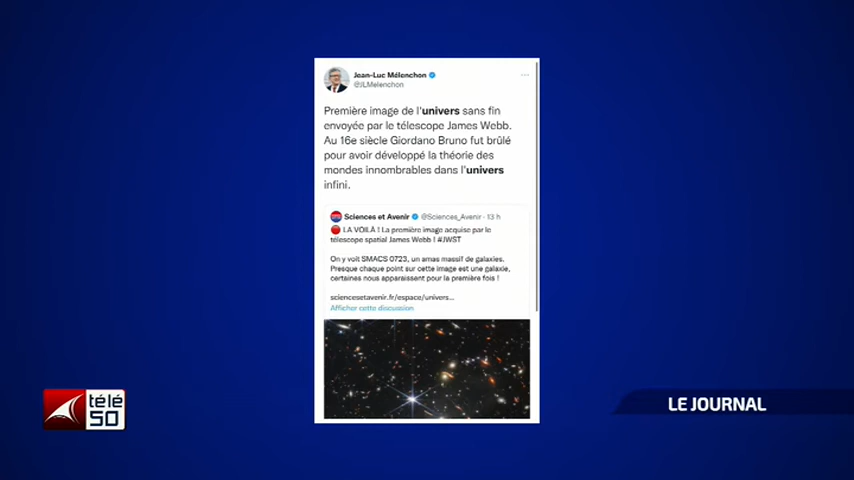 Jean-Luc Mélenchon
@JLMelenchon
Première image de l'univers sans fin
envoyée par le télescope James Webb.
Au 16e siècle Giordano Bruno fut brûlé
pour avoir développé la théorie des
mondes innombrables dans l'univers
infini.
Sciences et Avenir @Sciences_Avenir · 13 h
LA VOILÀ ! La première image acquise par le
télescope spatial James Webb ! #JWST
On y voit SMACS 0723, un amas massif de galaxies.
Presque chaque point sur cette image est une galaxie,
certaines nous apparaissent pour la première fois !
sciencesetavenir.fr/espace/univers...
Afficher cette discussion
télé
50
LE JOURNAL